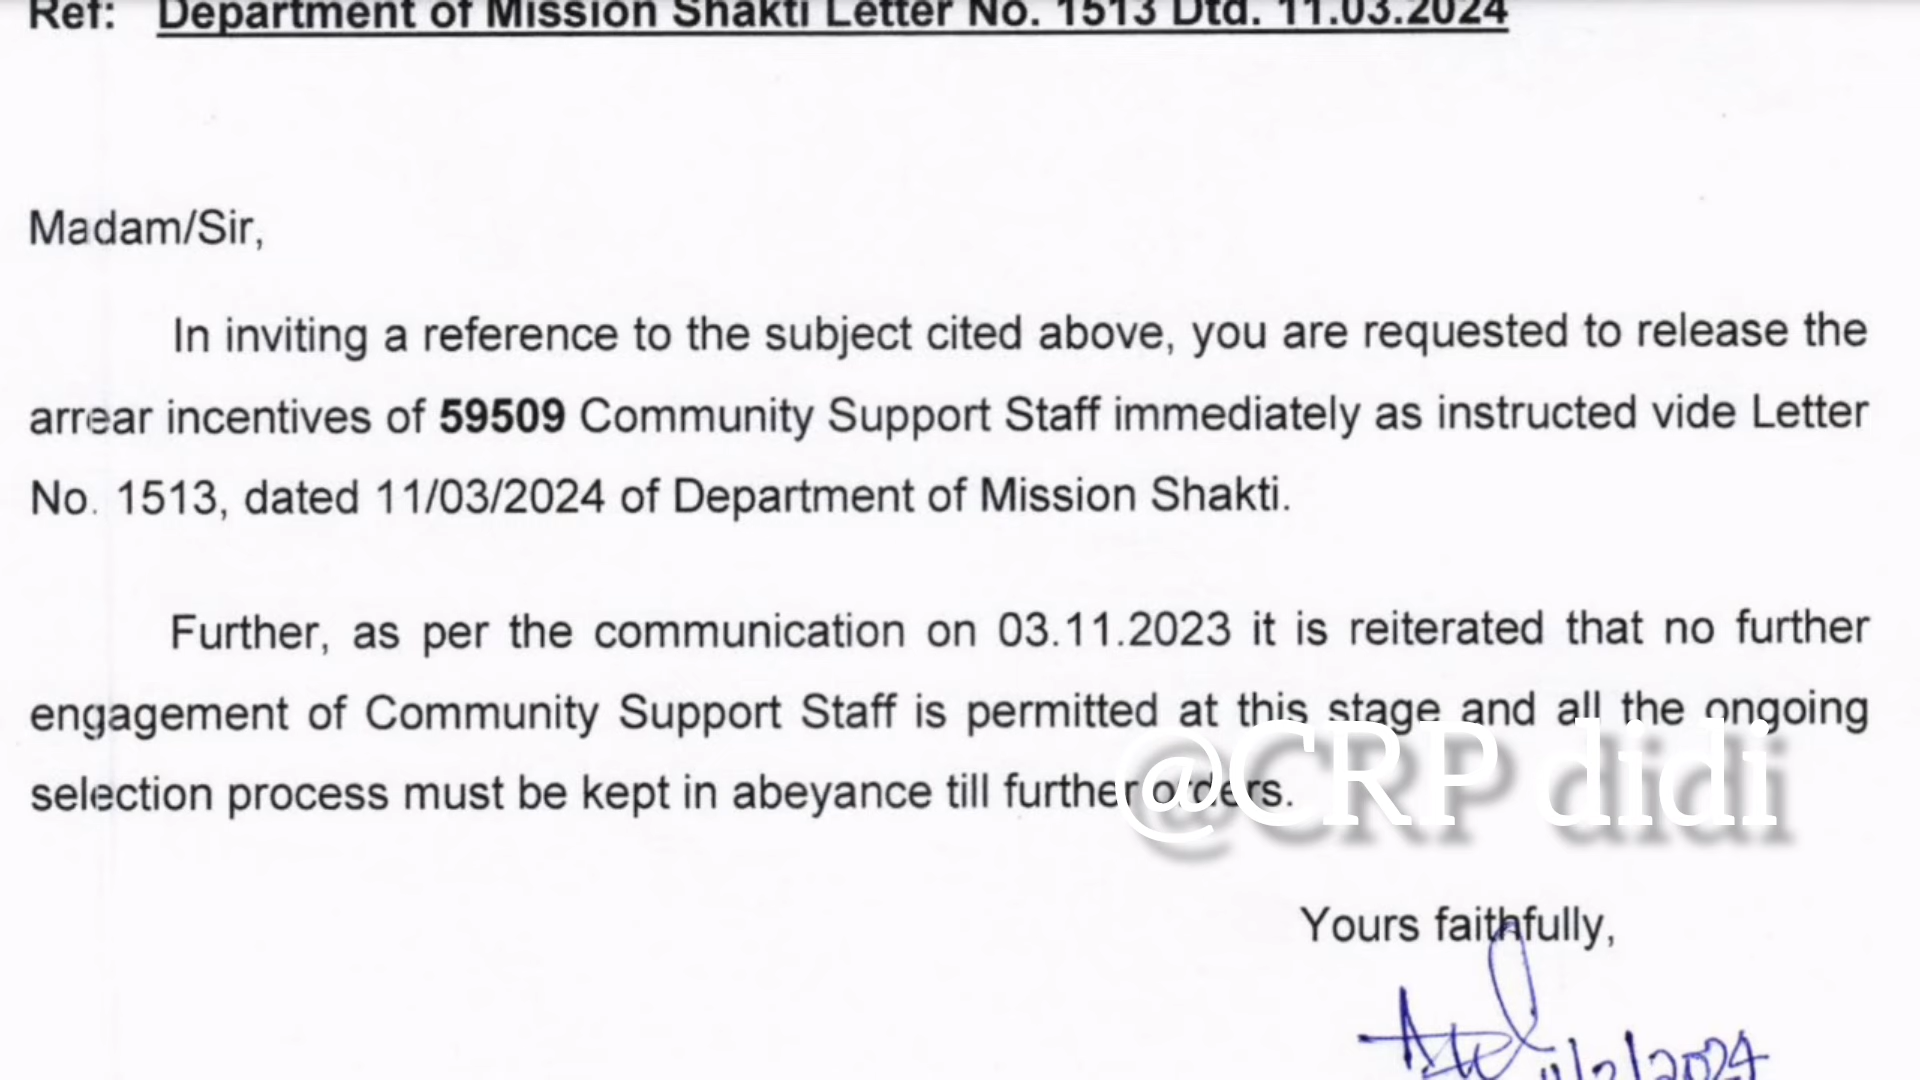 Ref: Department of Mission Shakti Letter No. 1513 Dtd. 11.03.2024
Madam/Sir,
In inviting a reference to the subject cited above, you are requested to release the
arrear incentives of 59509 Community Support Staff immediately as instructed vide Letter
No. 1513, dated 11/03/2024 of Department of Mission Shakti.
Further, as per the communication on 03.11.2023 it is reiterated that no further
engagement of Community Support Staff is permitted at this stage and all the ongoing
selection process must be kept in abeyance till further orders.
@CRP didi
Yours faithfully,